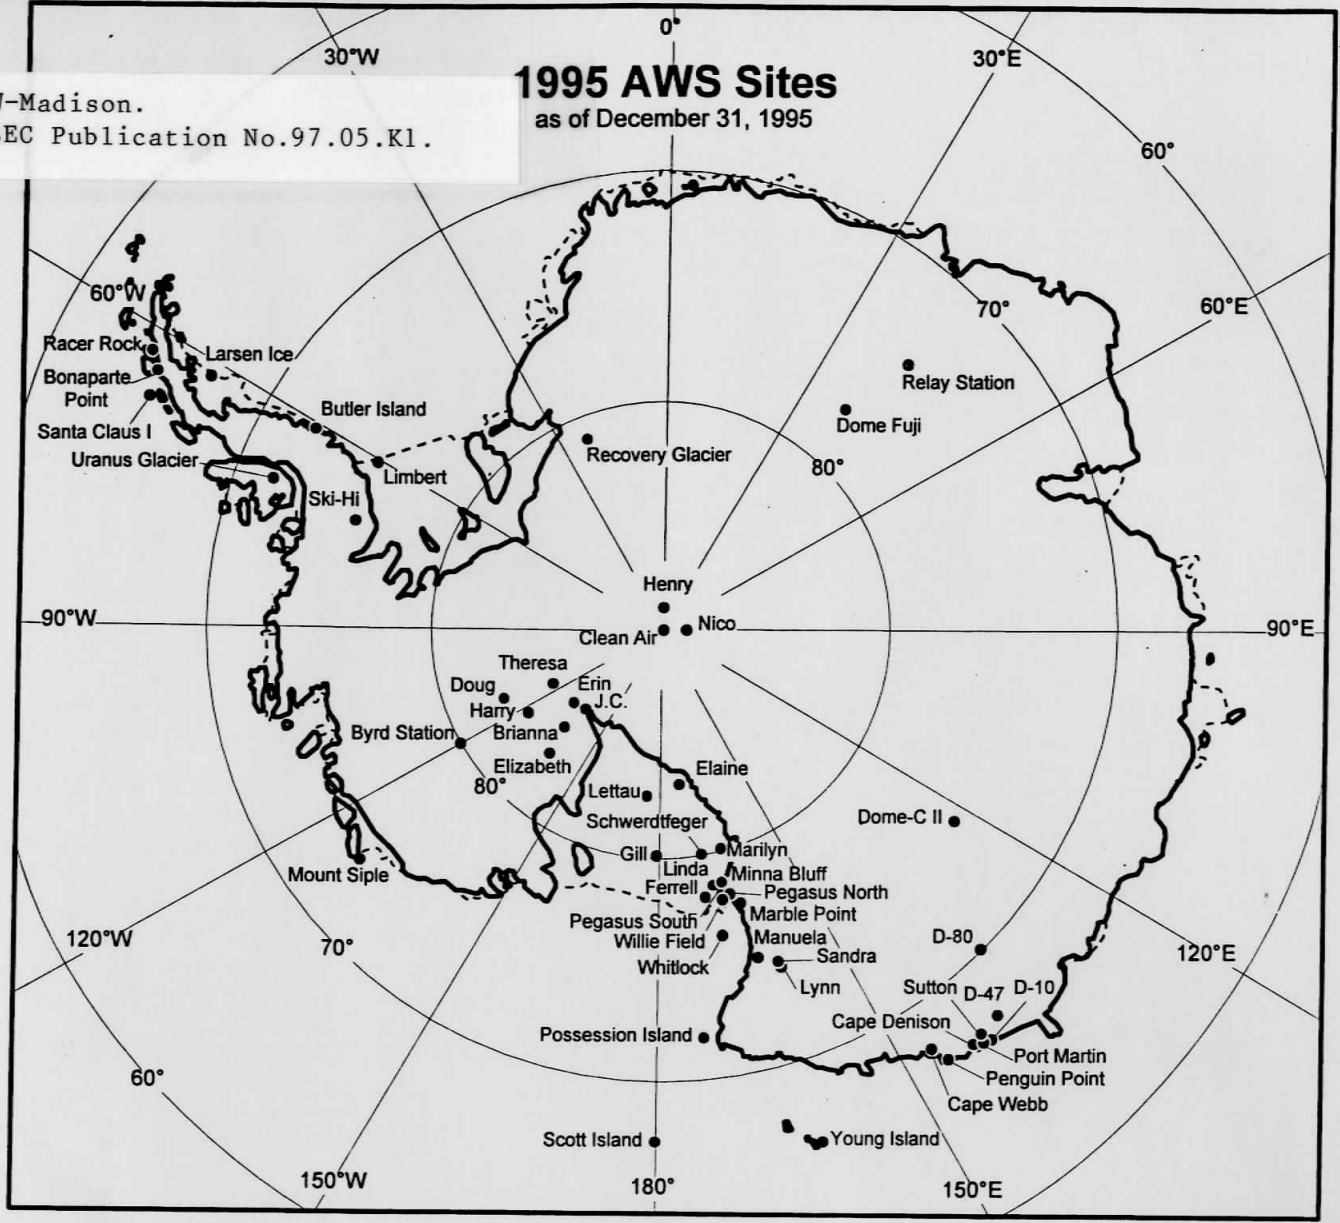 0°
30°W
30°E
1995 AWS Sites
as of December 31, 1995
-Madison.
EC Publication No.97.05.K1.
60°
60°W
60°E
70°
Racer Rock
Larsen Ice
Bonaparte
Point
Relay Station
Butler Island
Dome Fuji
Santa Claus I
Recovery Glacier
Uranus Glacier
80°
Limbert
Ski-Hi
Henry
90°W
Nico
90°E
Clean Air
Theresa
Doug
Erin
J.C.
Harry
Byrd Station
Brianna
Elizabeth
Elaine
80°
Lettau
Dome-C II
Schwerdtfeger
Gill
Marilyn
Linda
Minna Bluff
Mount Siple
Ferrell
Pegasus North
Marble Point
Pegasus South
Willie Field
Manuela
120°W
70°
D-80
120°E
Whitlock
Sandra
Lynn
Sutton
D-47
D-10
Cape Denison
Possession Island
Port Martin
60°
Penguin Point
Cape Webb
Scott Island
Young Island
150°W
180°
150°E